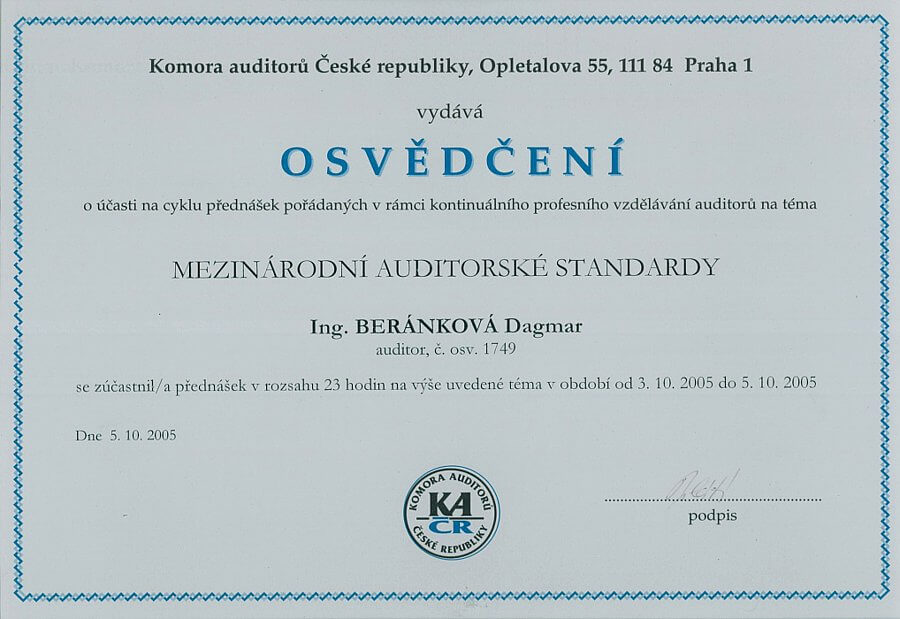 Komora auditorů České republiky, Opletalova 55, 111 84 Praha 1
vydává
OSVĚDČENÍ
o účasti na cyklu přednášek pořádaných v rámci kontinuálního profesního vzdělávání auditorů na téma
MEZINÁRODNÍ AUDITORSKÉ STANDARDY
Ing. BERÁNKOVÁ Dagmar
auditor, č. osv. 1749
se zúčastnil/a přednášek v rozsahu 23 hodin na výše uvedené téma v období od 3. 10. 2005 do 5. 10. 2005
Dne 5. 10. 2005
KOMORA AUDITORŮ
KA
ČR
ČESKÉ REPUBLIKY
podpis